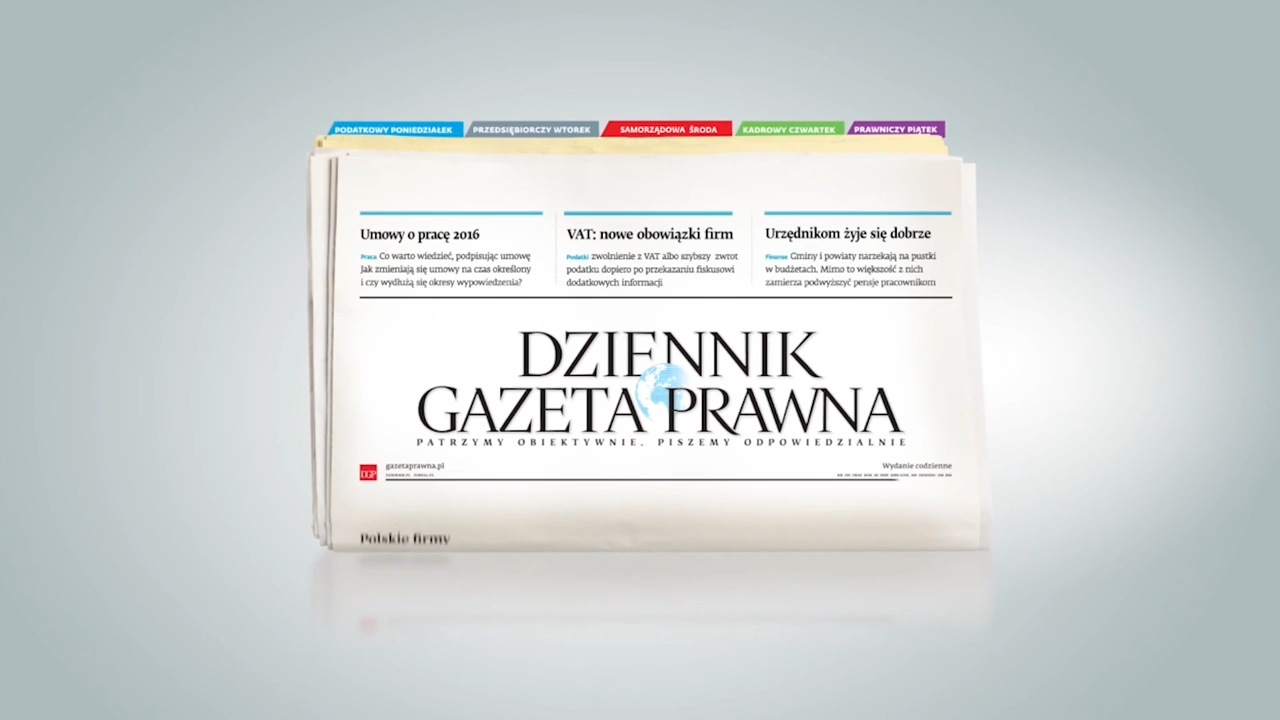 PODATKOWY PONIEDZIAŁEK PRZEDSIĘBIORCZY WTOREK SAMORZĄDOWA ŚRODA KADROWY CZWARTEK PRAWNICZY PIĄTEK
Umowy o pracę 2016
Praca Co warto wiedzieć, podpisując umowę
Jak zmieniają się umowy na czas określony
i czy wydłużą się okresy wypowiedzenia?
VAT: nowe obowiązki firm
Podatki zwolnienie z VAT albo szybszy zwrot
podatku dopiero po przekazaniu fiskusowi
dodatkowych informacji
Urzędnikom żyje się dobrze
Finanse Gminy i powiaty narzekają na pustki
w budżetach. Mimo to większość z nich
zamierza podwyższyć pensje pracownikom
DZIENNIK
GAZETA PRAWNA
PATRZYMY OBIEKTYWNIE. PISZEMY ODPOWIEDZIALNIE
DGP
gazetaprawna.pl
Wydanie codzienne
Polskie firmy